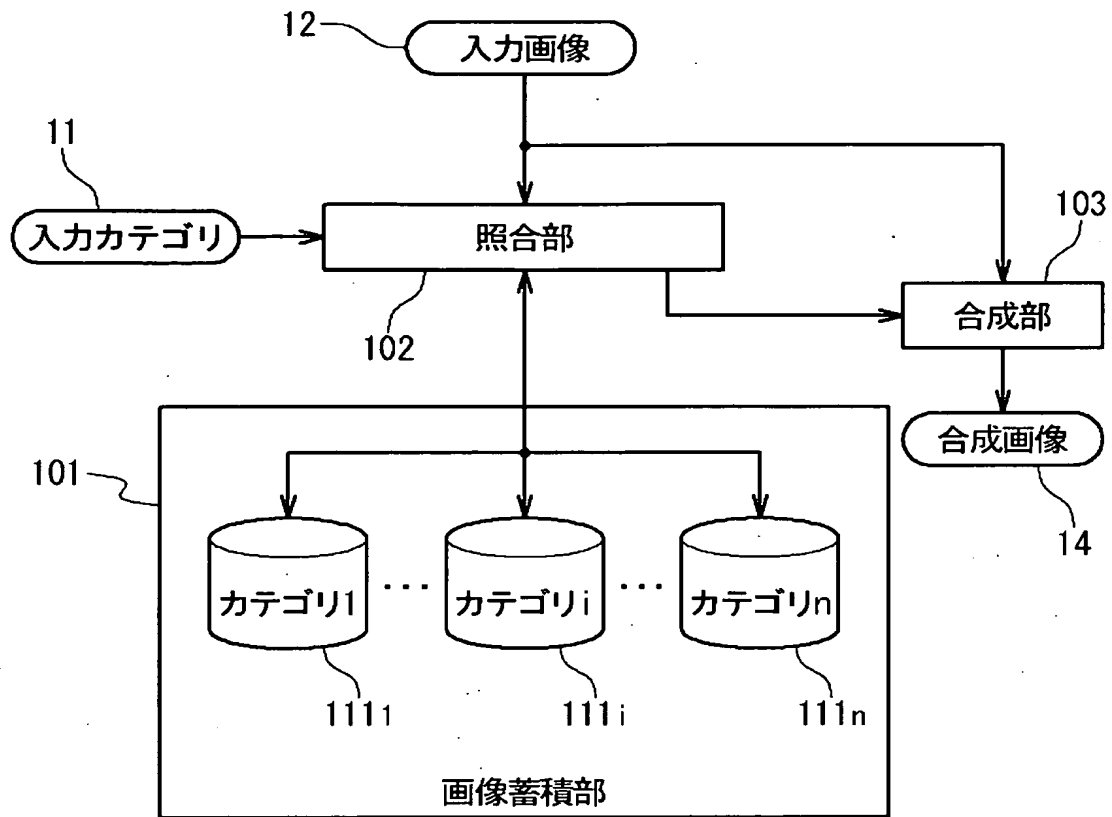 12
入力画像
11
入力カテゴリ
照合部
102
103
合成部
合成画像
14
101
カテゴリ1 ··· カテゴリi ··· カテゴリn
111₁ 111i 111n
画像蓄積部